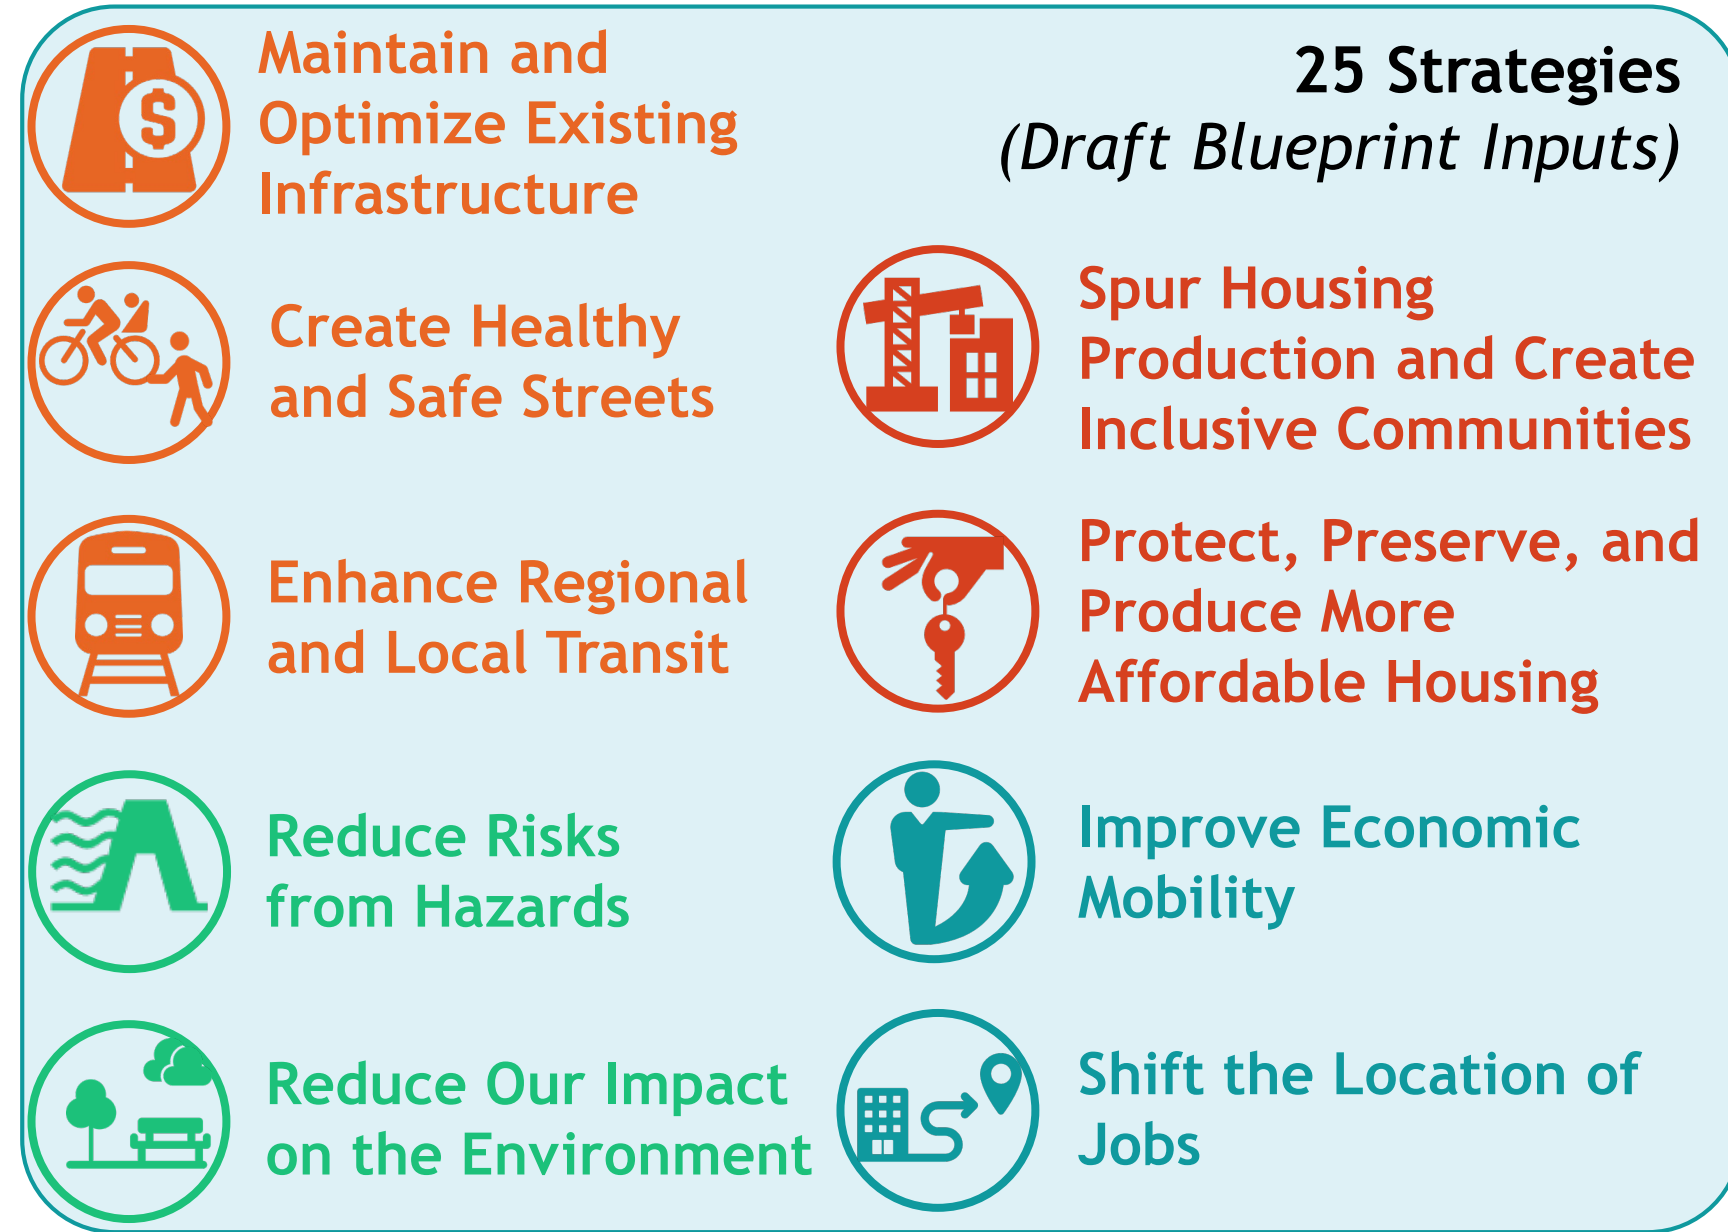 25 Strategies
(Draft Blueprint Inputs)
Maintain and
Optimize Existing
Infrastructure
Create Healthy
and Safe Streets
Enhance Regional
and Local Transit
Reduce Risks
from Hazards
Reduce Our Impact
on the Environment
Spur Housing
Production and Create
Inclusive Communities
Protect, Preserve, and
Produce More
Affordable Housing
Improve Economic
Mobility
Shift the Location of
Jobs